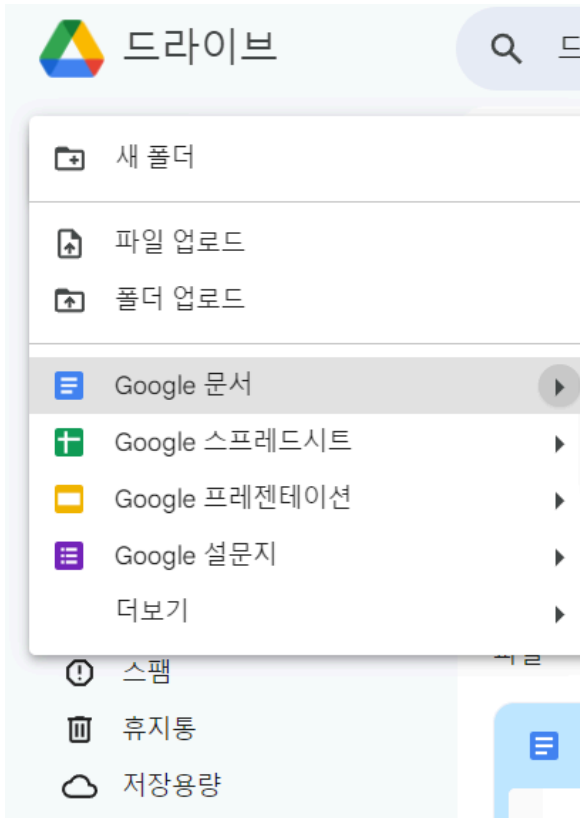 드라이브
드
새 폴더
파일 업로드
폴더 업로드
Google 문서
Google 스프레드시트
Google 프레젠테이션
Google 설문지
더보기
스팸
휴지통
저장용량